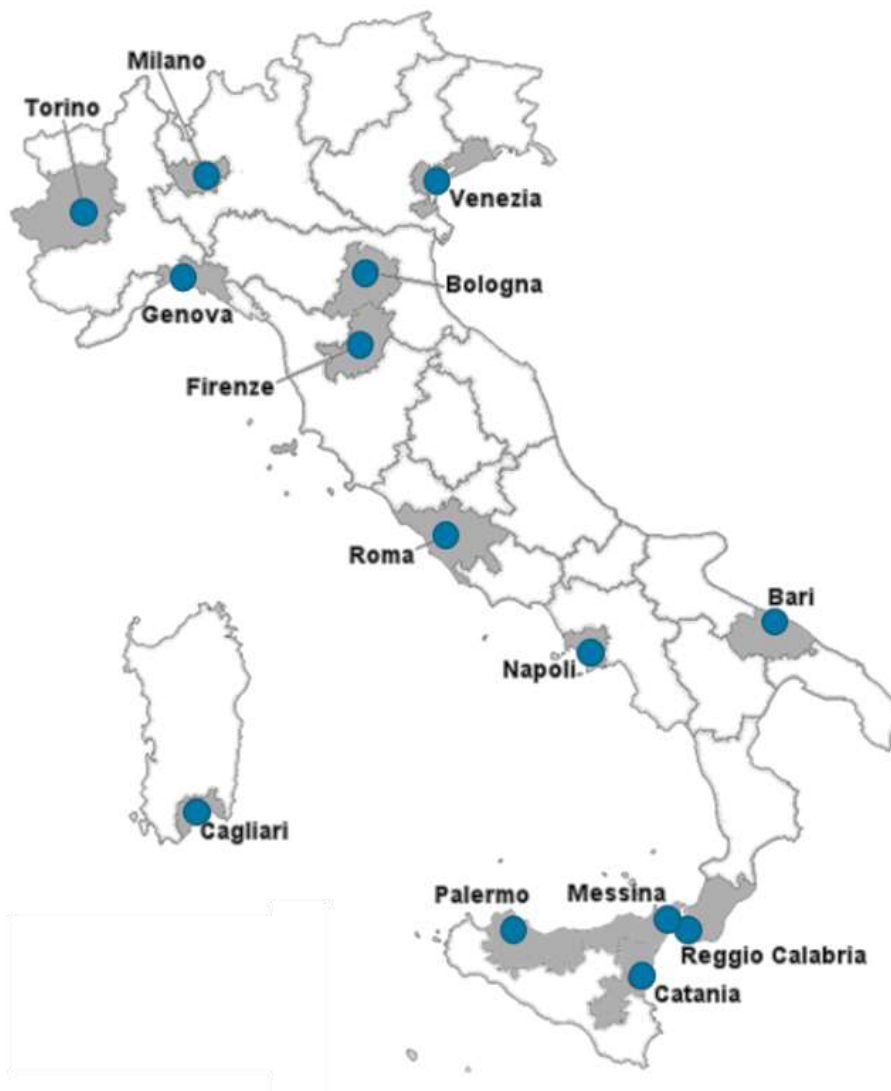 Milano
Torino
Venezia
Bologna
Genova
Firenze
Roma
Bari
Napoli
Cagliari
Palermo
Messina
Reggio Calabria
Catania